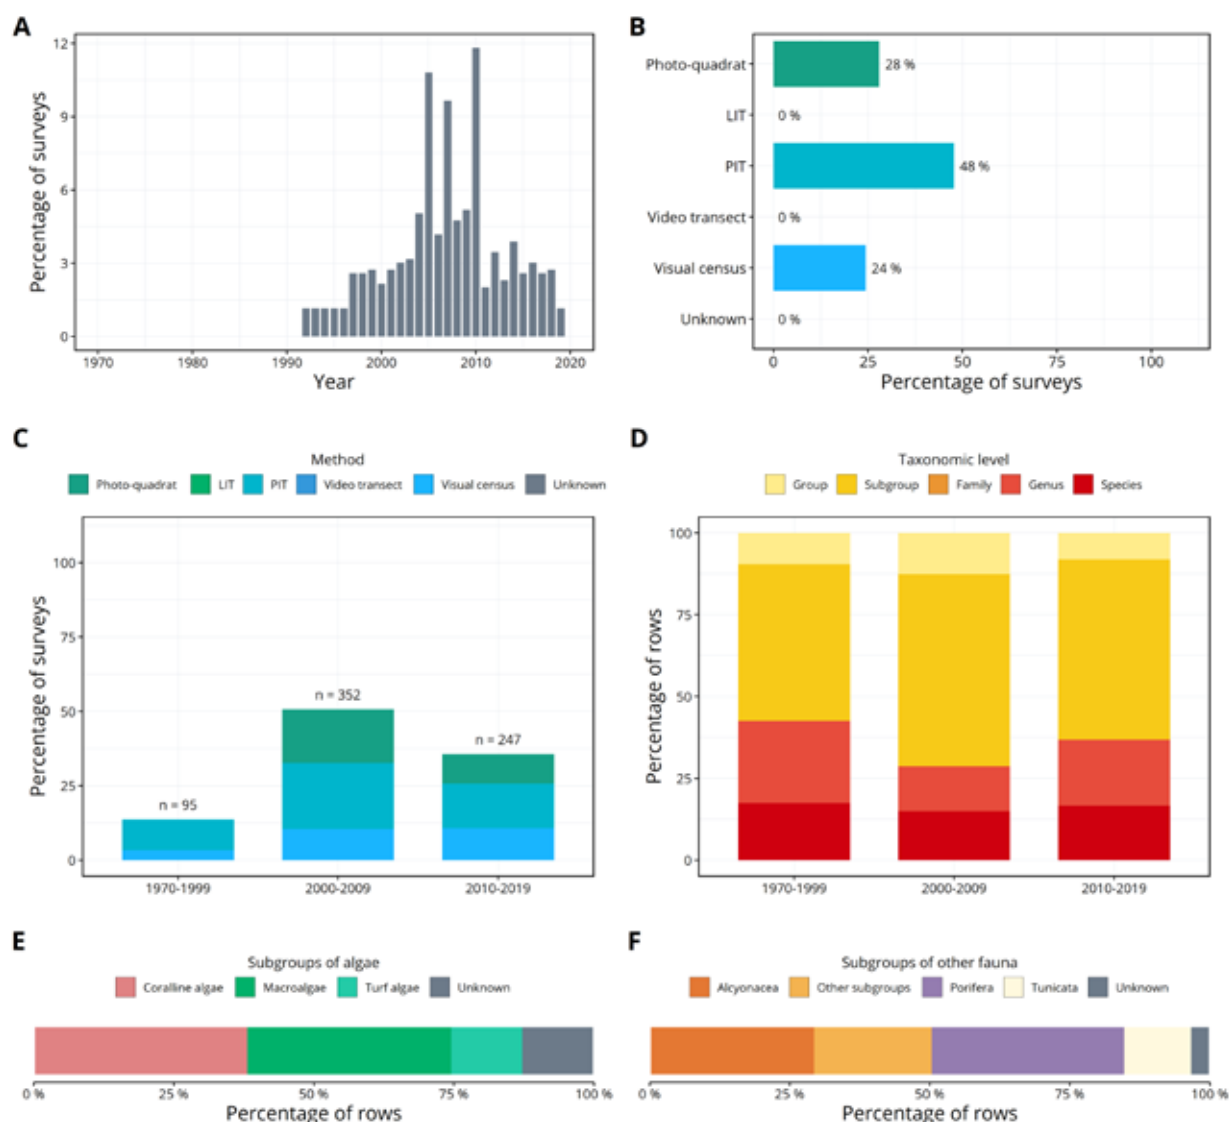 A
Percentage of surveys
12
9
6
3
0
1970 1980 1990 2000 2010 2020
Year
B
Photo-quadrat 28 %
LIT 0 %
PIT 48 %
Video transect 0 %
Visual census 24 %
Unknown 0 %
0 25 50 75 100
Percentage of surveys
C
Method
Photo-quadrat LIT PIT Video transect Visual census Unknown
Percentage of surveys
100
75
50
25
0
n = 95
n = 352
n = 247
1970-1999 2000-2009 2010-2019
D
Taxonomic level
Group Subgroup Family Genus Species
Percentage of rows
100
75
50
25
0
1970-1999 2000-2009 2010-2019
E
Subgroups of algae
Coralline algae Macroalgae Turf algae Unknown
0 % 25 % 50 % 75 % 100 %
Percentage of rows
F
Subgroups of other fauna
Alcyonacea Other subgroups Porifera Tunicata Unknown
0 % 25 % 50 % 75 % 100 %
Percentage of rows